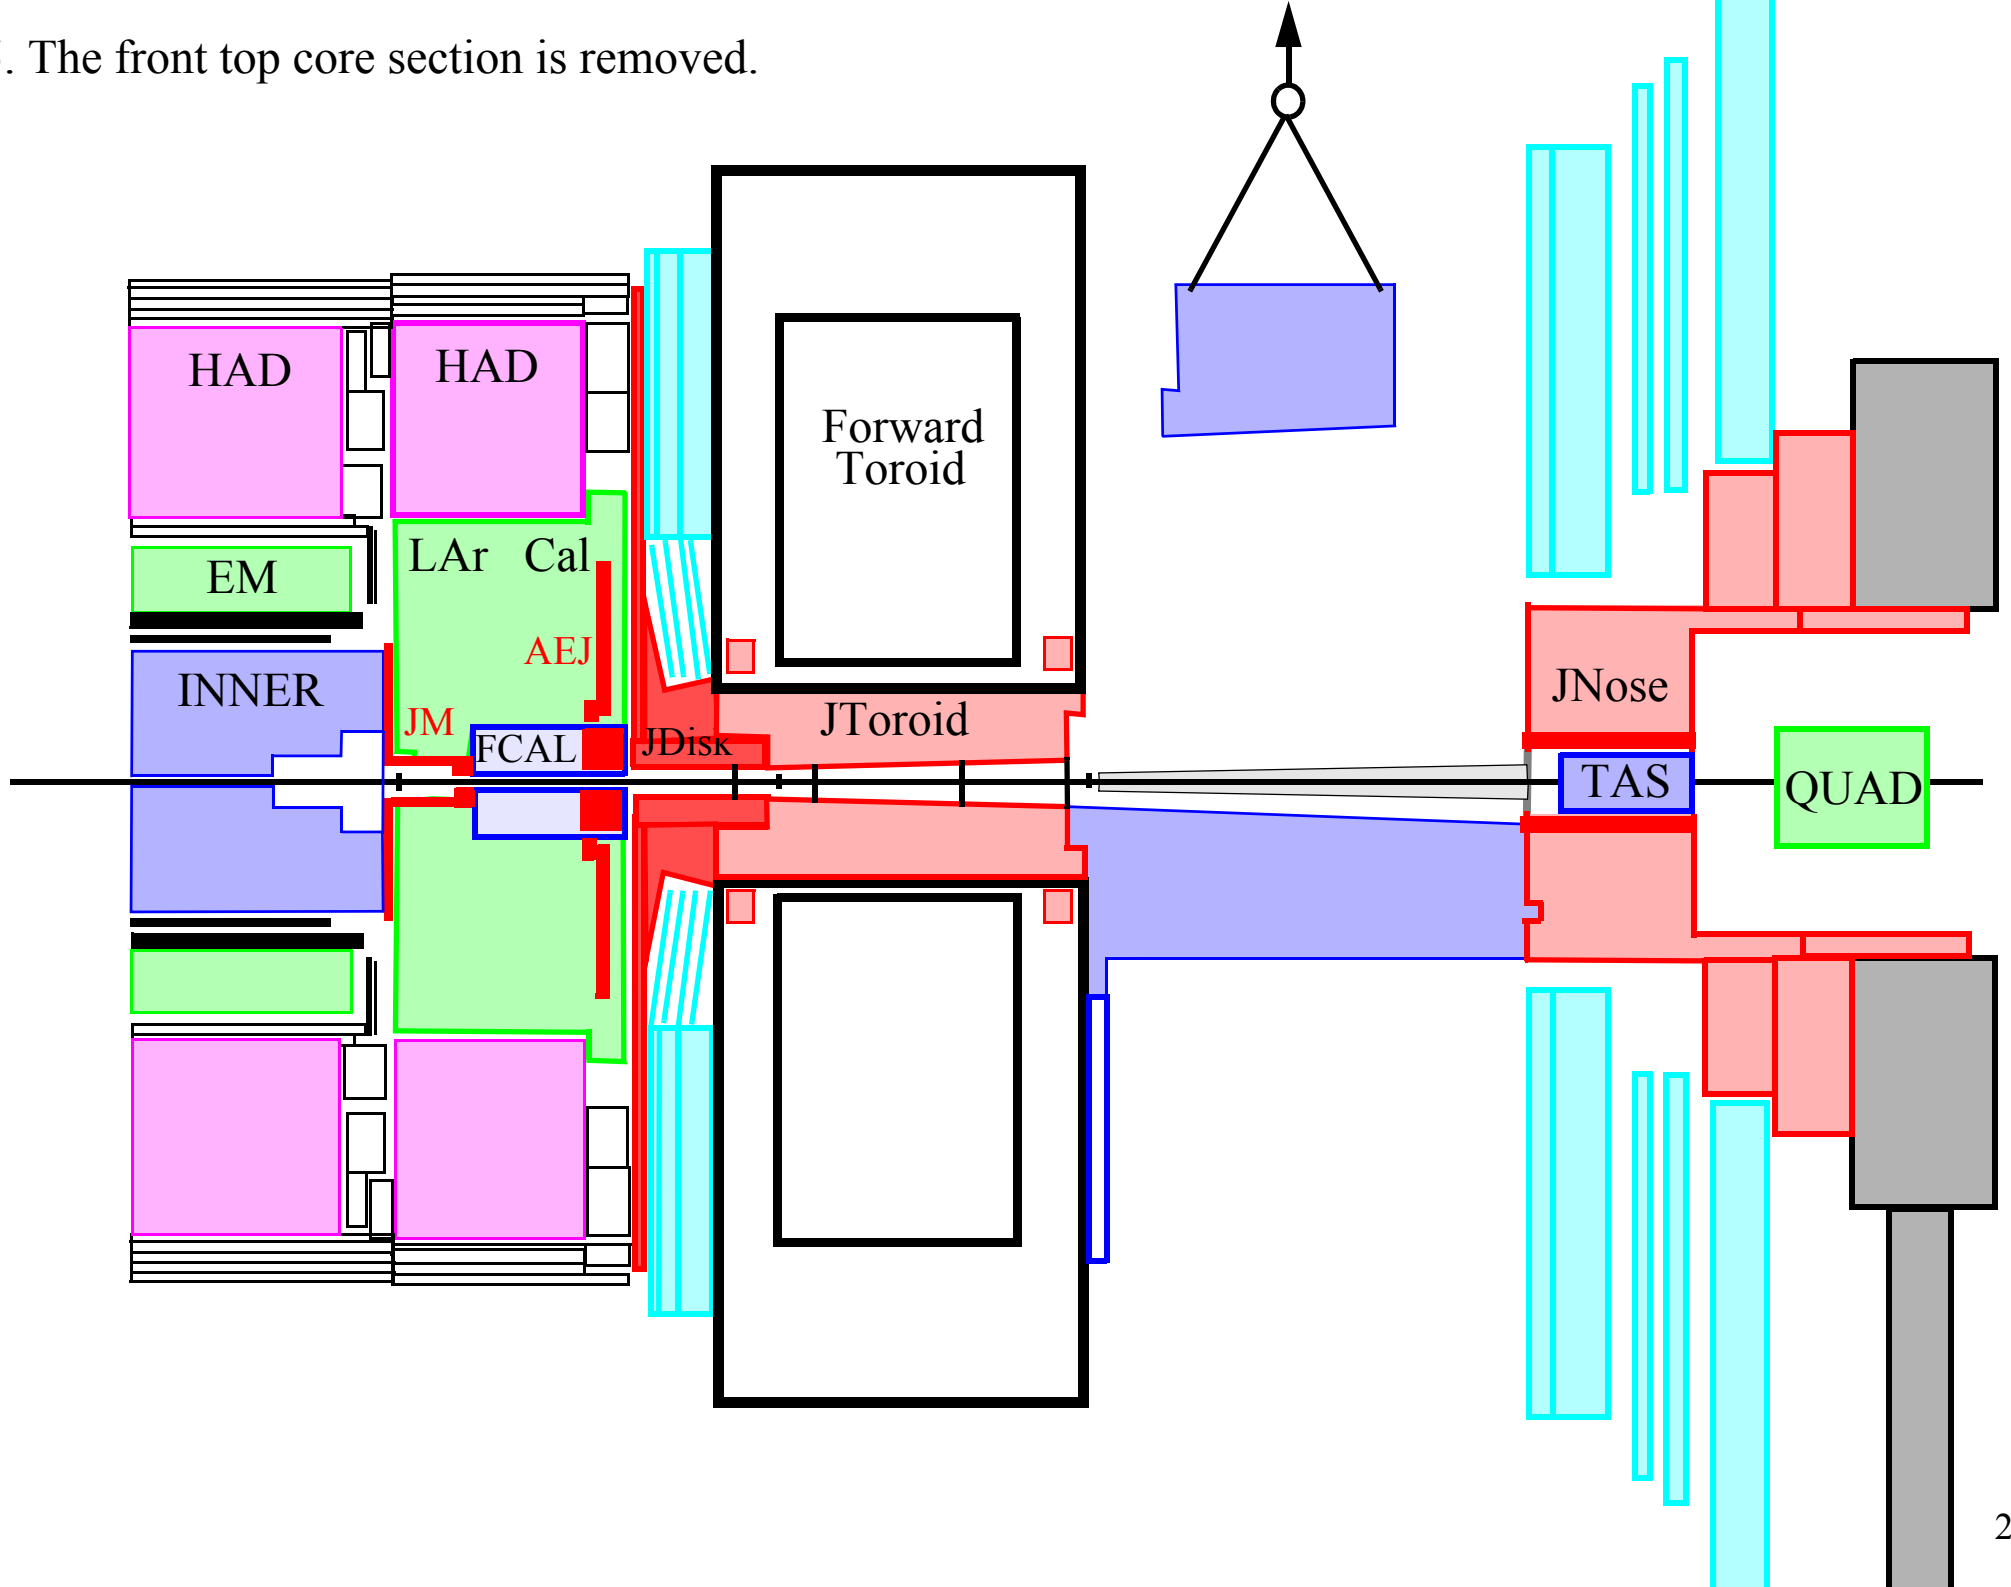 . The front top core section is removed.
HAD
HAD
Forward
Toroid
LAr Cal
EM
AEJ
INNER
JM
FCAL
JDisk
JToroid
JNose
TAS
QUAD
2